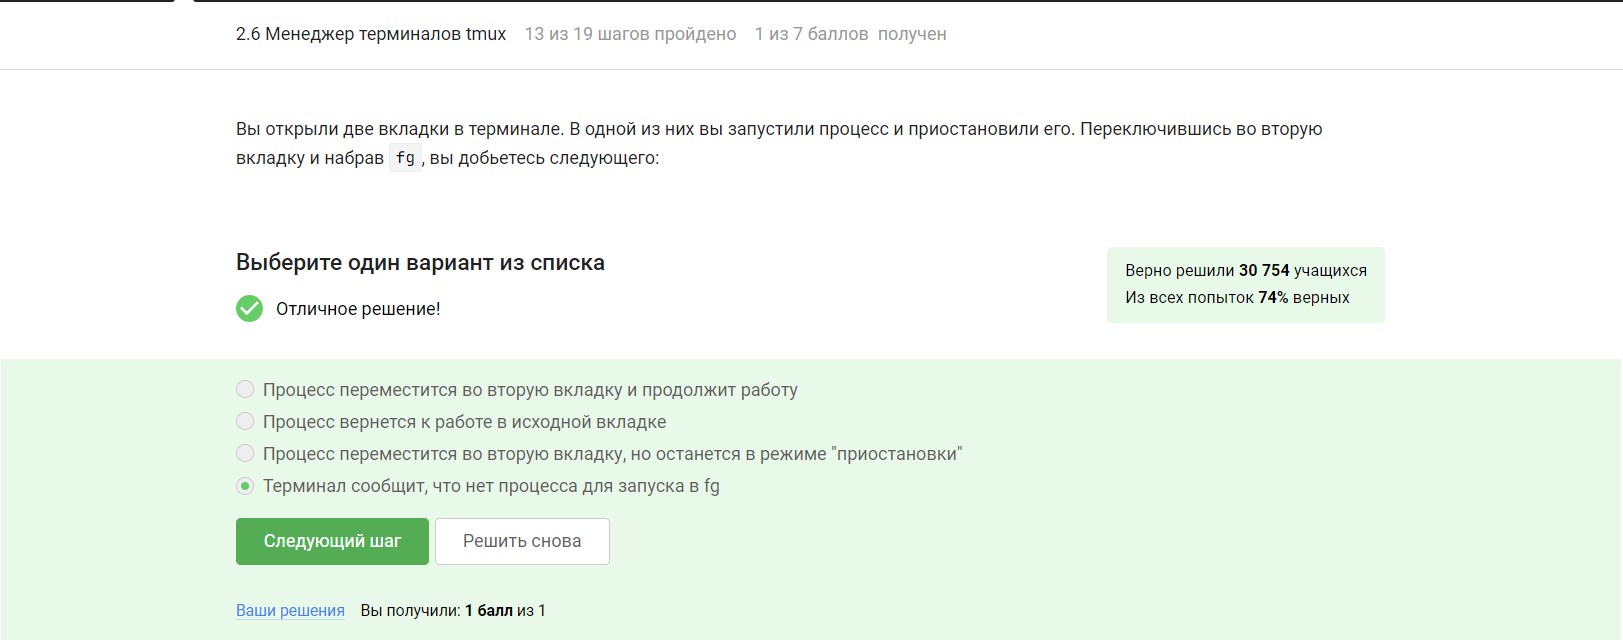 2.6 Менеджер терминалов tmux 13 из 19 шагов пройдено 1 из 7 баллов получен
Вы открыли две вкладки в терминале. В одной из них вы запустили процесс и приостановили его. Переключившись во вторую
вкладку и набрав fg, вы добьетесь следующего:
Выберите один вариант из списка
Отличное решение!
Верно решили 30 754 учащихся
Из всех попыток 74% верных
Процесс переместится во вторую вкладку и продолжит работу
Процесс вернется к работе в исходной вкладке
Процесс переместится во вторую вкладку, но останется в режиме "приостановки"
Терминал сообщит, что нет процесса для запуска в fg
Следующий шаг Решить снова
Ваши решения Вы получили: 1 балл из 1